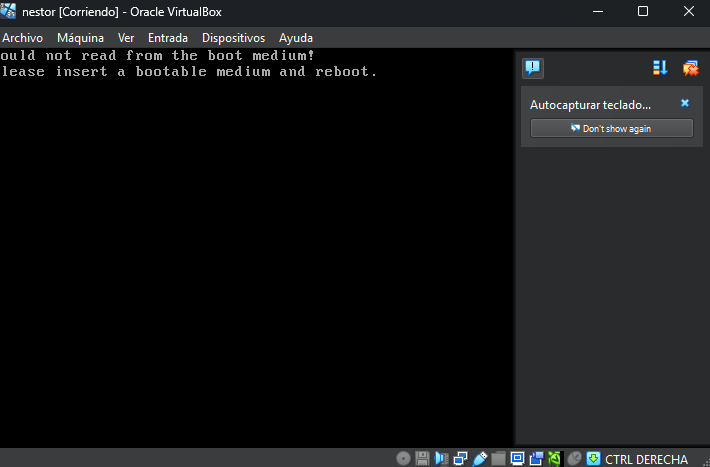 nestor [Corriendo] - Oracle VirtualBox
Archivo Máquina Ver Entrada Dispositivos Ayuda
ould not read from the boot medium!
lease insert a bootable medium and reboot.
Autocapturar teclado...
Don't show again
CTRL DERECHA